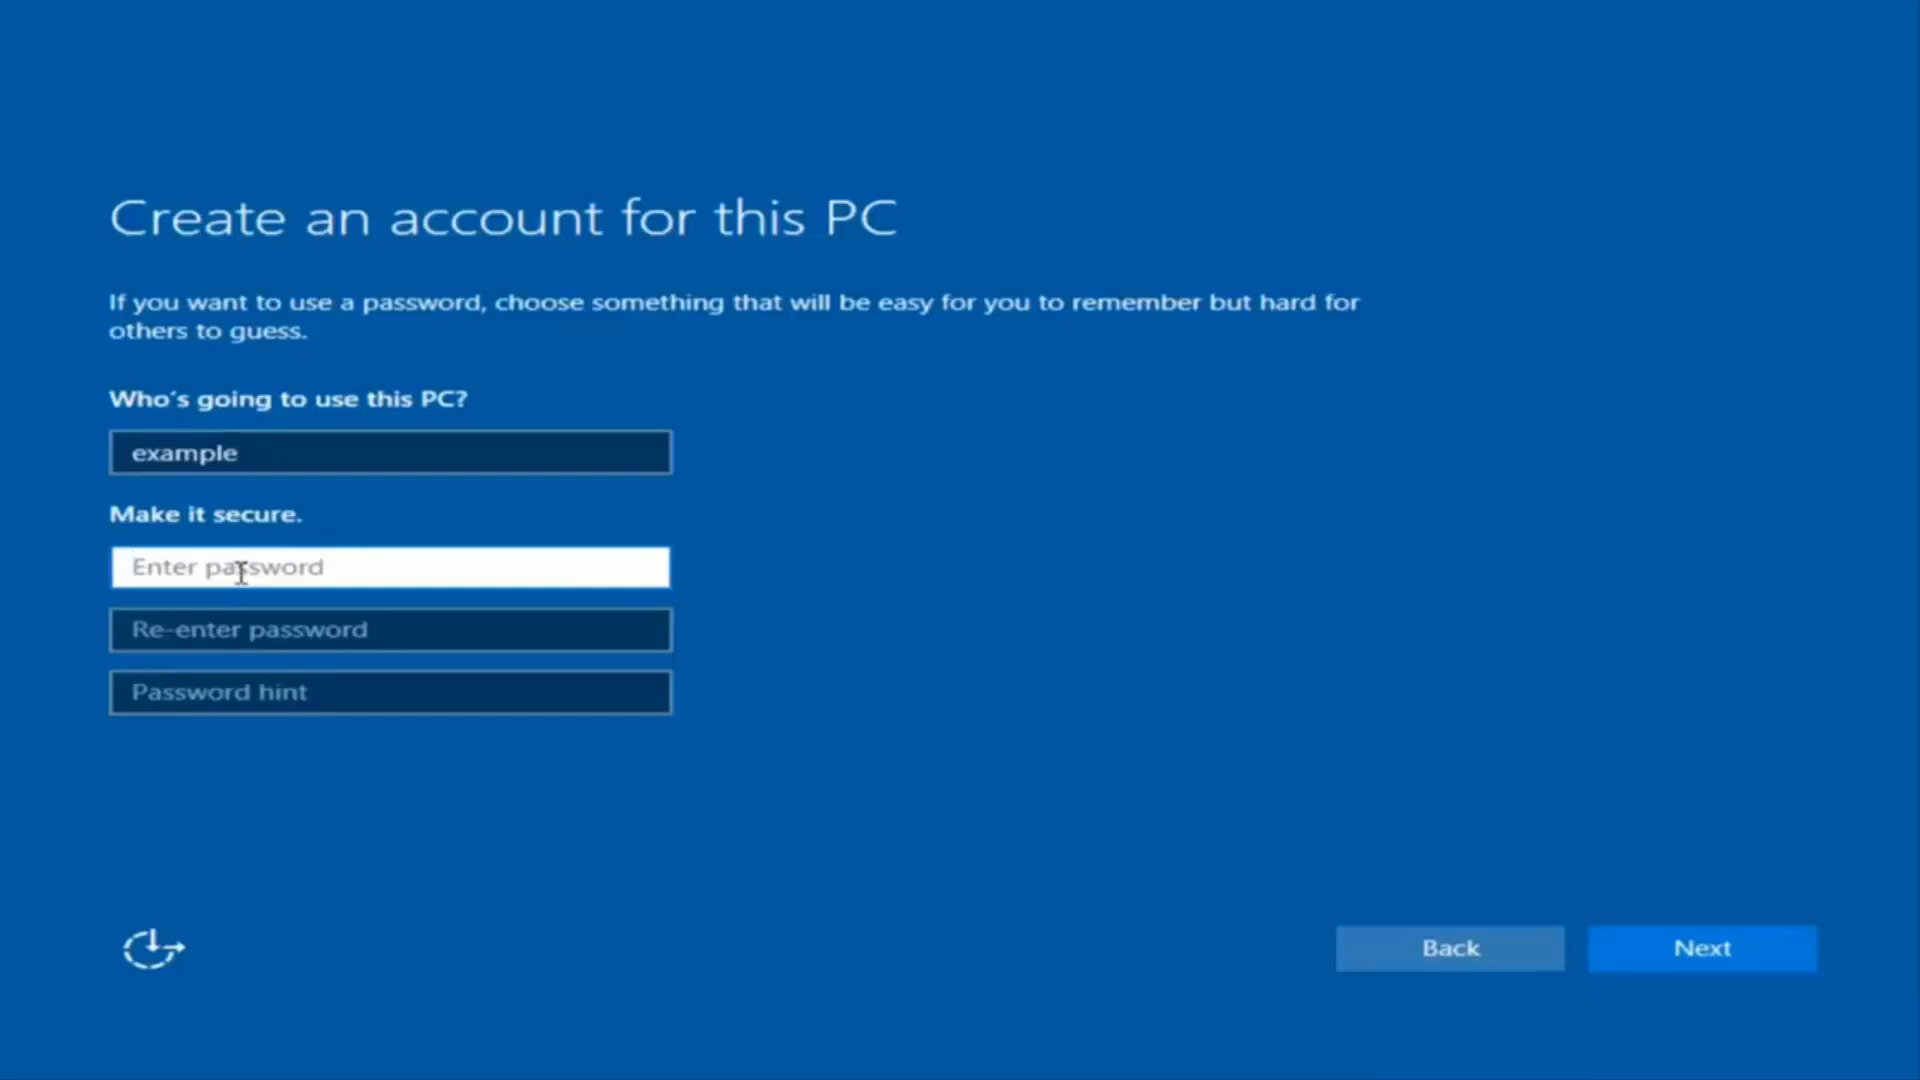 Create an account for this PC
If you want to use a password, choose something that will be easy for you to remember but hard for
others to guess.
Who's going to use this PC?
example
Make it secure.
Enter password
Re-enter password
Password hint
Back
Next